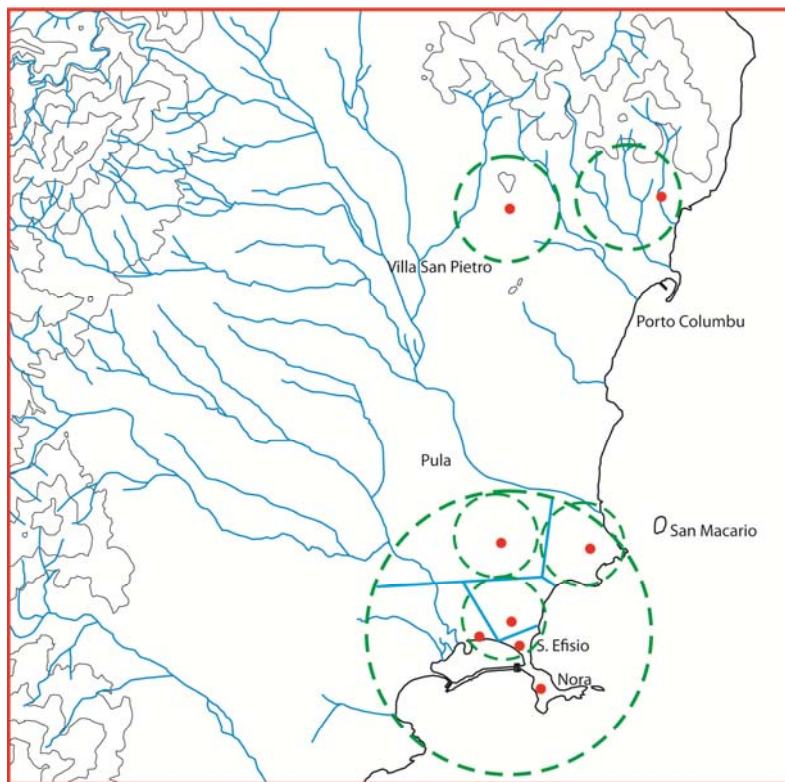 Villa San Pietro
Porto Columbu
Pula
San Macario
S. Efisio
Nora